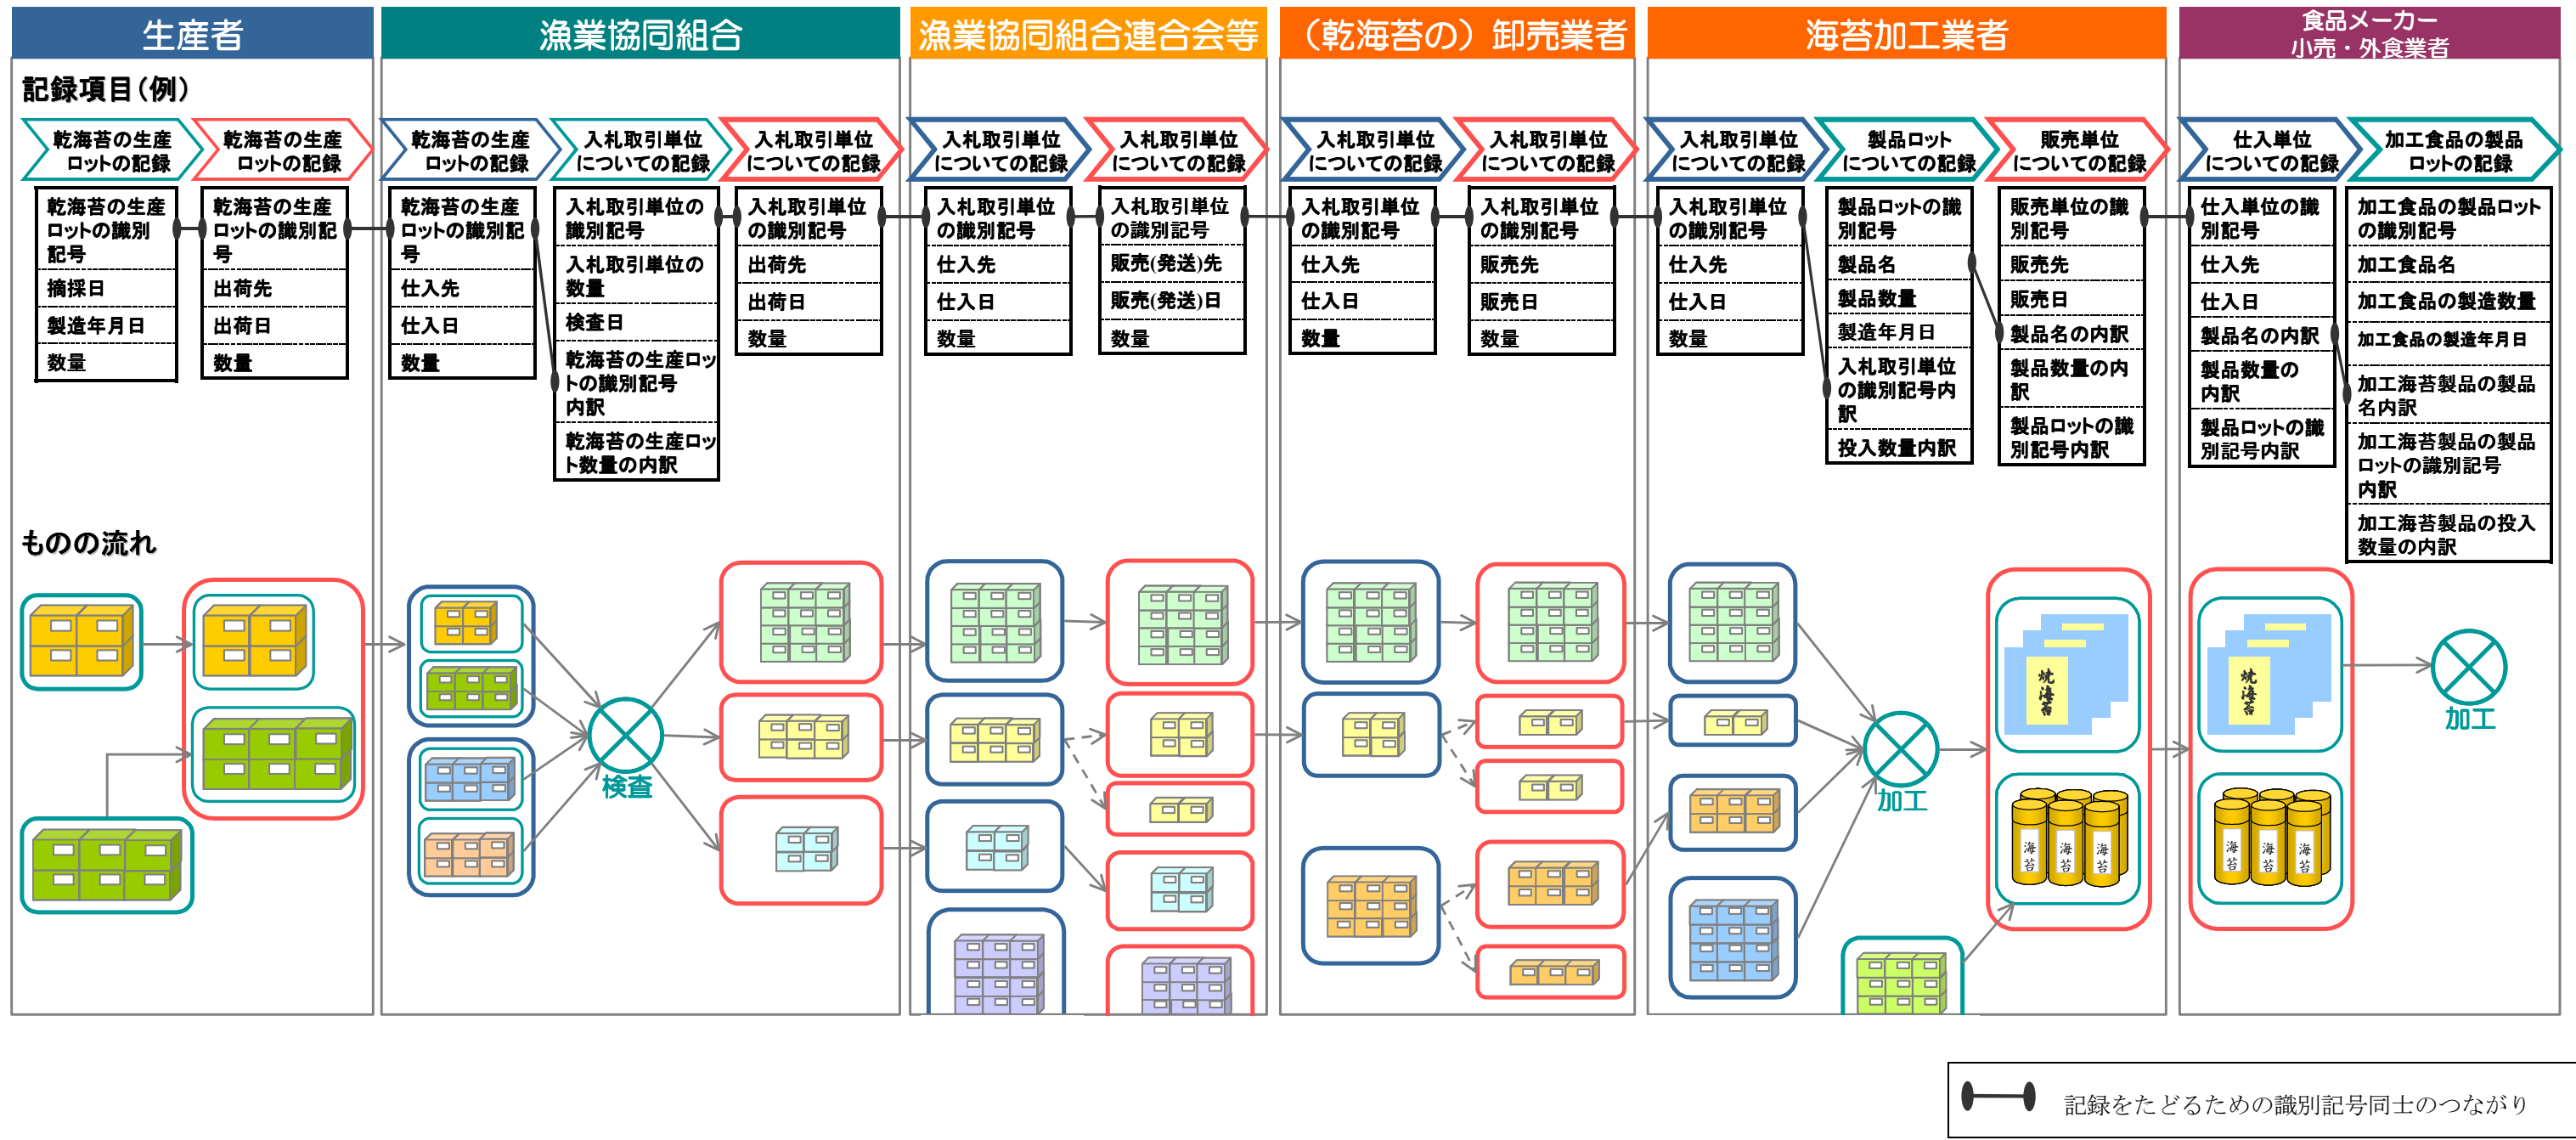 生産者
漁業協同組合
漁業協同組合連合会等
（乾海苔の）卸売業者
海苔加工業者
食品メーカー
小売・外食業者
記録項目(例)
乾海苔の生産
ロットの記録
乾海苔の生産
ロットの記録
乾海苔の生産
ロットの記録
入札取引単位
についての記録
入札取引単位
についての記録
入札取引単位
についての記録
入札取引単位
についての記録
入札取引単位
についての記録
入札取引単位
についての記録
入札取引単位
についての記録
製品ロット
についての記録
販売単位
についての記録
仕入単位
についての記録
加工食品の製品
ロットの記録
乾海苔の生産
ロットの識別
記号
摘採日
製造年月日
数量
乾海苔の生産
ロットの識別記
号
出荷先
出荷日
数量
乾海苔の生産
ロットの識別記
号
仕入先
仕入日
数量
入札取引単位の
識別記号
入札取引単位の
数量
検査日
乾海苔の生産ロッ
トの識別記号
内訳
乾海苔の生産ロッ
ト数量の内訳
入札取引単位
の識別記号
出荷先
出荷日
数量
入札取引単位
の識別記号
仕入先
仕入日
数量
入札取引単位
の識別記号
販売(発送)先
販売(発送)日
数量
入札取引単位
の識別記号
仕入先
仕入日
数量
入札取引単位
の識別記号
販売先
販売日
数量
入札取引単位
の識別記号
仕入先
仕入日
数量
製品ロットの識
別記号
製品名
製品数量
製造年月日
入札取引単位
の識別記号内
訳
投入数量内訳
販売単位の識
別記号
販売先
販売日
製品名の内訳
製品数量の内
訳
製品ロットの識
別記号内訳
仕入単位の識
別記号
仕入先
仕入日
製品名の内訳
製品数量の
内訳
製品ロットの識
別記号内訳
加工食品の製品ロット
の識別記号
加工食品名
加工食品の製造数量
加工食品の製造年月日
加工海苔製品の製品
名内訳
加工海苔製品の製品
ロットの識別記号
内訳
加工海苔製品の投入
数量の内訳
ものの流れ
検査
加工
焼海苔
海苔
海苔
海苔
焼海苔
海苔
海苔
海苔
加工
記録をたどるための識別記号同士のつながり